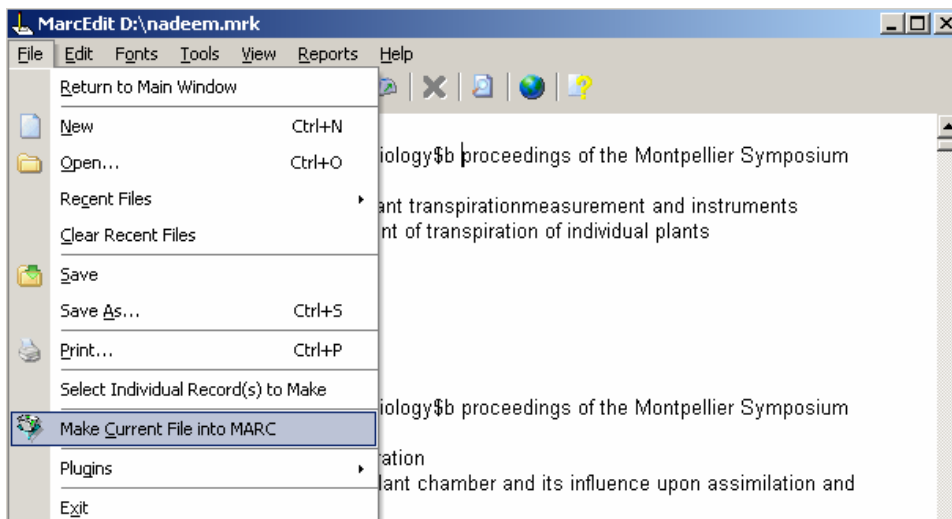 MarcEdit D:\nadeem.mrk
File Edit Fonts Tools View Reports Help
Return to Main Window
New Ctrl+N
iology$b proceedings of the Montpellier Symposium
Open... Ctrl+O
Recent Files
ant transpirationmeasurement and instruments
Clear Recent Files
nt of transpiration of individual plants
Save
Save As... Ctrl+S
Print... Ctrl+P
Select Individual Record(s) to Make
iology$b proceedings of the Montpellier Symposium
Make Current File into MARC
ration
Plugins
lant chamber and its influence upon assimilation and
Exit